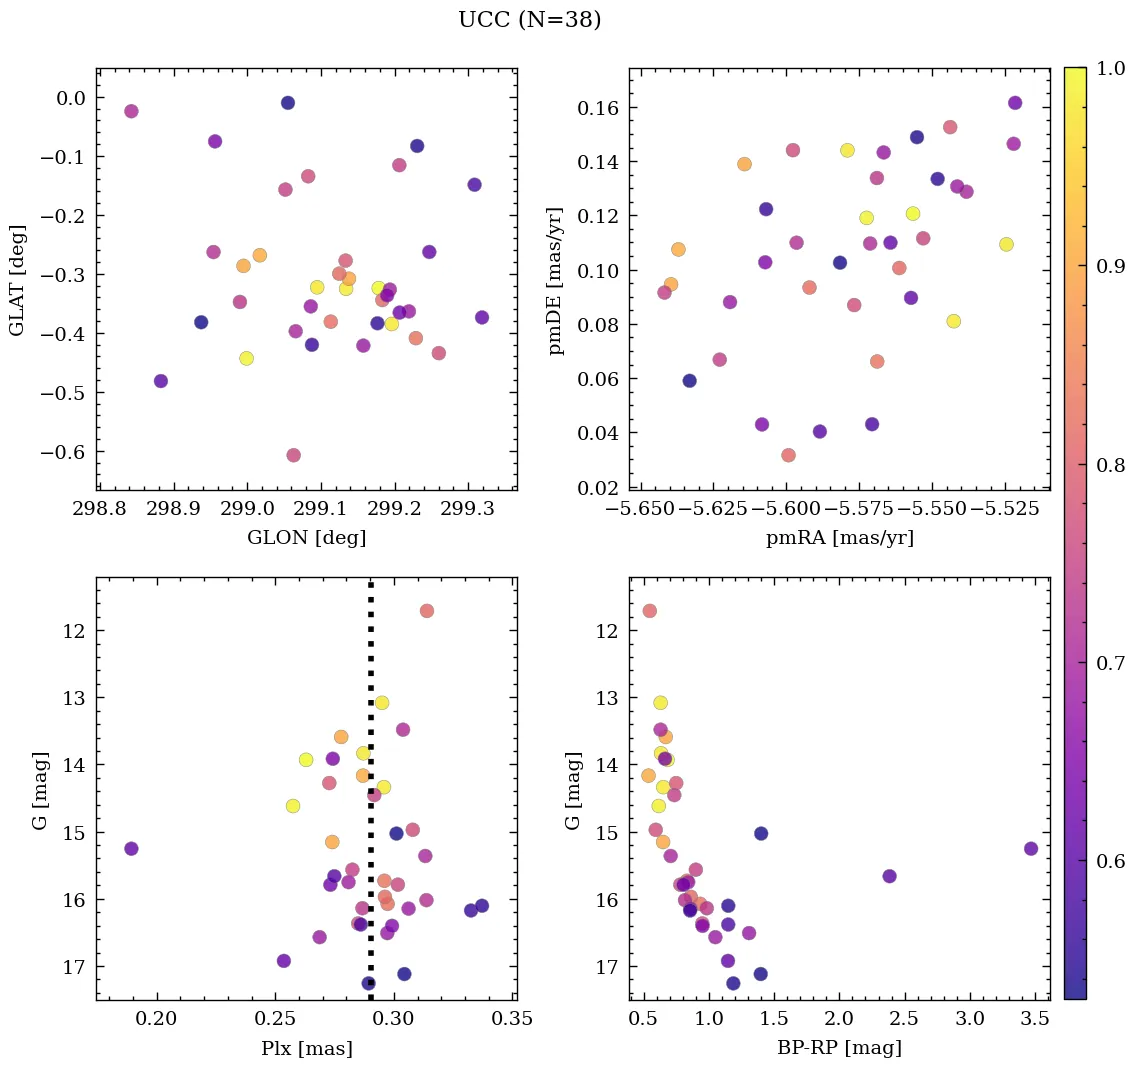 UCC (N=38)
0.0
−0.1
−0.2
−0.3
−0.4
−0.5
−0.6
GLAT [deg]
298.8 298.9 299.0 299.1 299.2 299.3
GLON [deg]
0.16
0.14
0.12
0.10
0.08
0.06
0.04
0.02
pmDE [mas/yr]
−5.650 −5.625 −5.600 −5.575 −5.550 −5.525
pmRA [mas/yr]
12
13
14
15
16
17
G [mag]
0.20 0.25 0.30 0.35
Plx [mas]
12
13
14
15
16
17
G [mag]
0.5 1.0 1.5 2.0 2.5 3.0 3.5
BP-RP [mag]
1.0
0.9
0.8
0.7
0.6